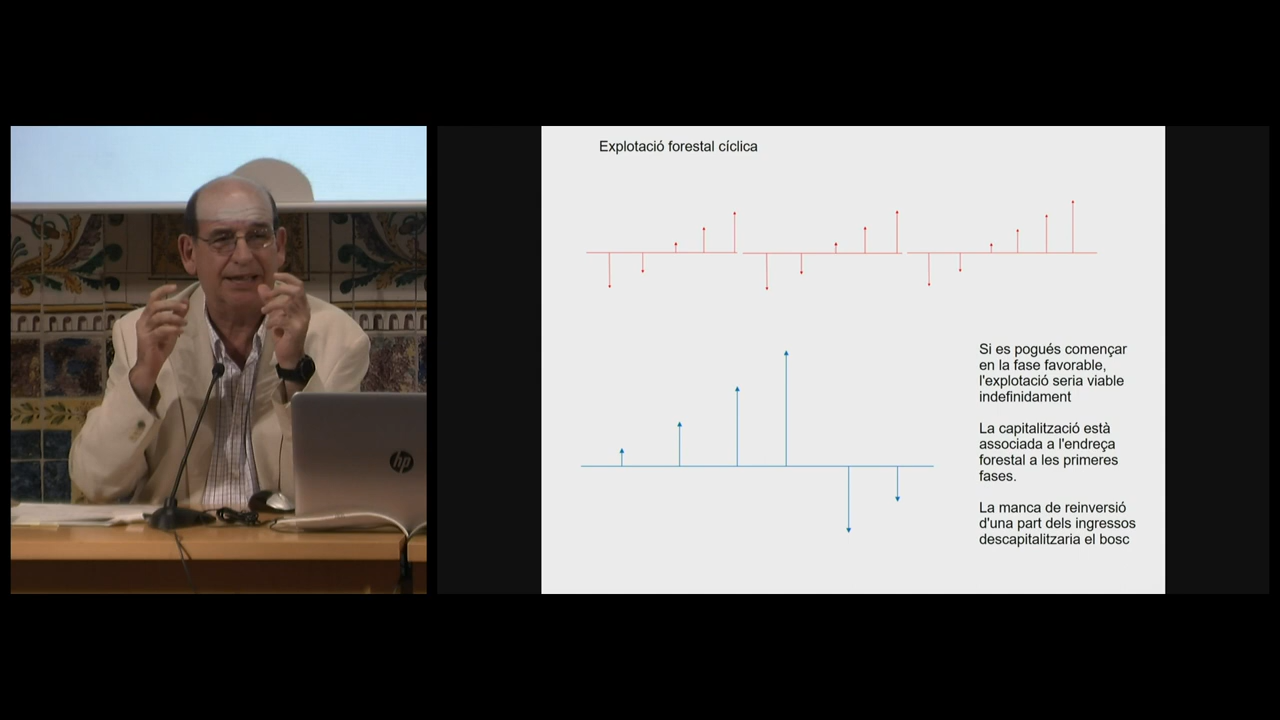 Explotació forestal cíclica
Si es pogués començar
en la fase favorable,
l'explotació seria viable
indefinidament
La capitalització està
associada a l'endreça
forestal a les primeres
fases.
La manca de reinversió
d'una part dels ingressos
descapitalitzaria el bosc
hp